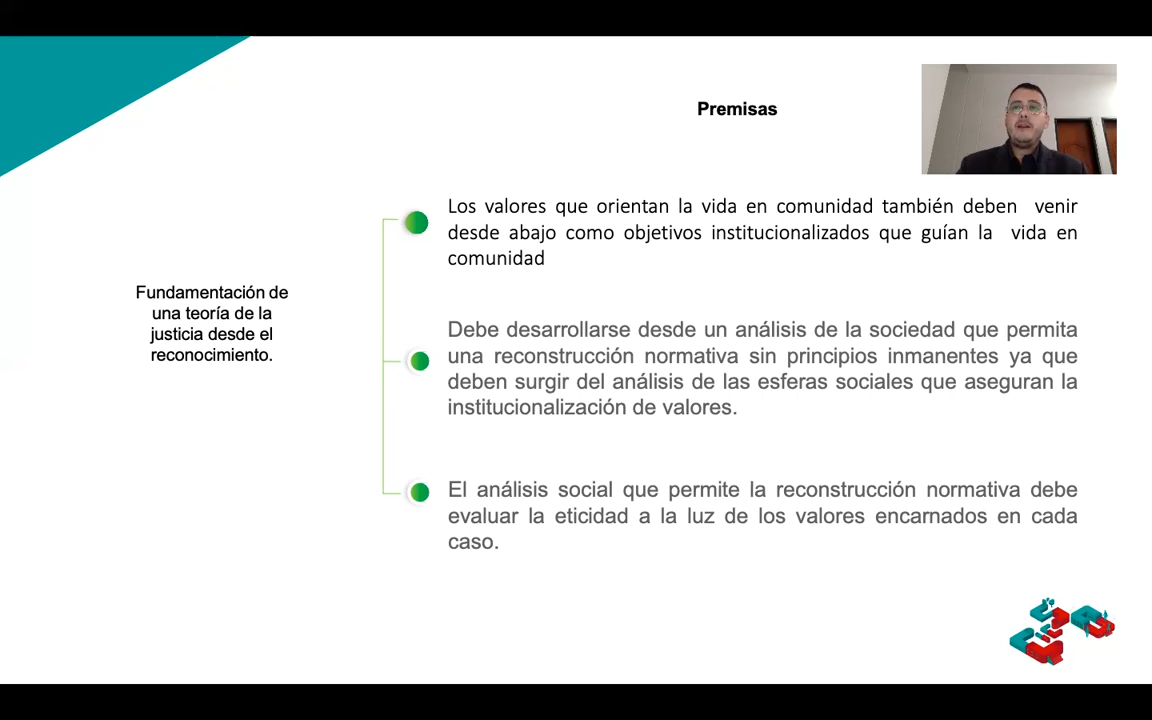 Premisas
Los valores que orientan la vida en comunidad también deben venir
desde abajo como objetivos institucionalizados que guían la vida en
comunidad
Fundamentación de
una teoría de la
justicia desde el
reconocimiento.
Debe desarrollarse desde un análisis de la sociedad que permita
una reconstrucción normativa sin principios inmanentes ya que
deben surgir del análisis de las esferas sociales que aseguran la
institucionalización de valores.
El análisis social que permite la reconstrucción normativa debe
evaluar la eticidad a la luz de los valores encarnados en cada
caso.